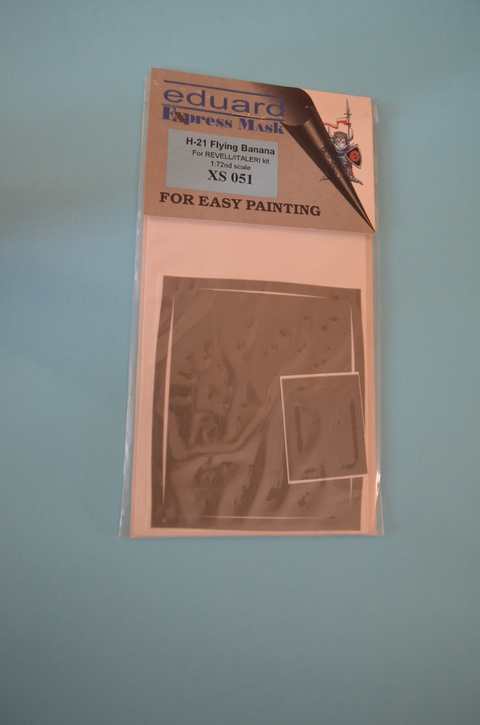 eduard
Express Mask
H-21 Flying Banana
For REVELL/ITALERI kit
1:72nd scale
XS 051
FOR EASY PAINTING